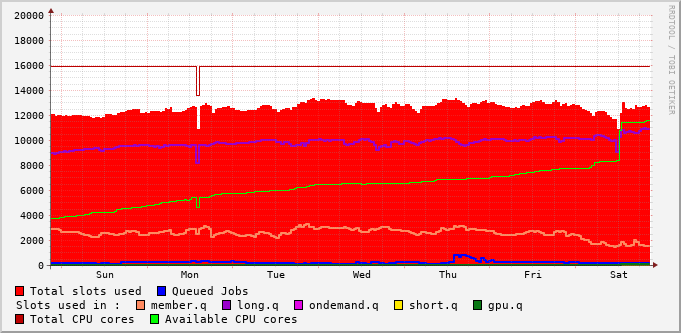 20000
18000
16000
14000
12000
10000
8000
6000
4000
2000
0
Sun Mon Tue Wed Thu Fri Sat
RRDTOOL / TOBI OETIKER
Total slots used Queued Jobs
Slots used in : member.q long.q ondemand.q short.q gpu.q
Total CPU cores Available CPU cores